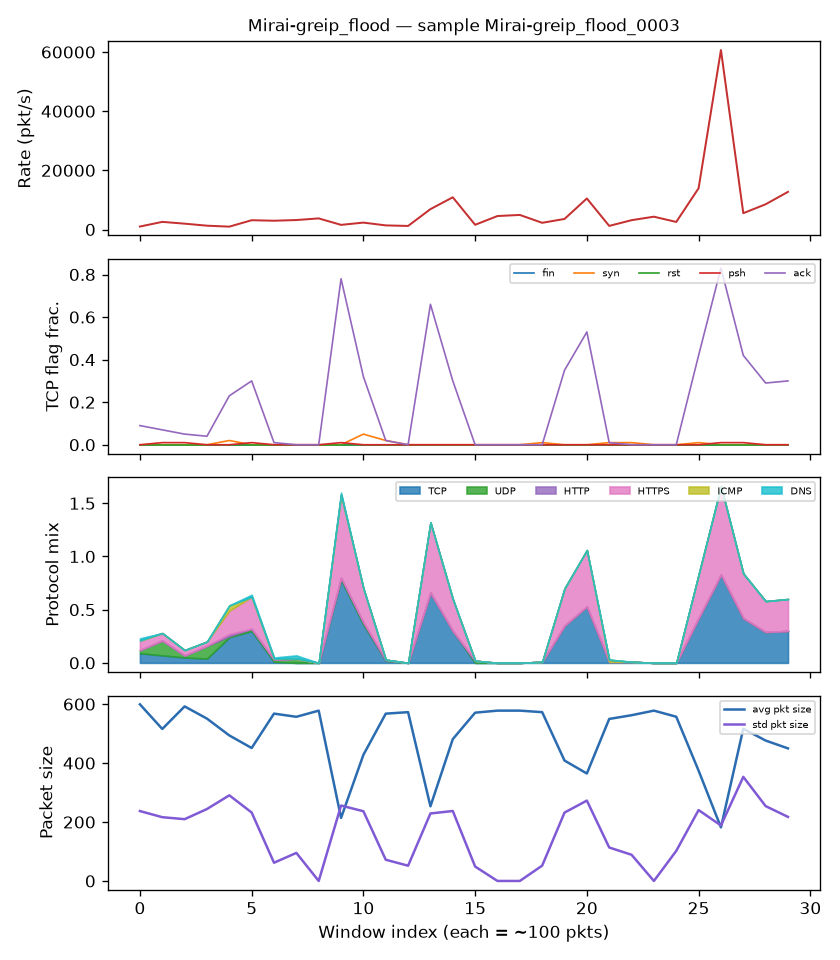 Mirai-greip_flood — sample Mirai-greip_flood_0003
60000
40000
20000
0
Rate (pkt/s)
fin syn rst psh ack
0.8
0.6
0.4
0.2
0.0
TCP flag frac.
TCP UDP HTTP HTTPS ICMP DNS
1.5
1.0
0.5
0.0
Protocol mix
avg pkt size
std pkt size
600
400
200
0
Packet size
0 5 10 15 20 25 30
Window index (each = ~100 pkts)